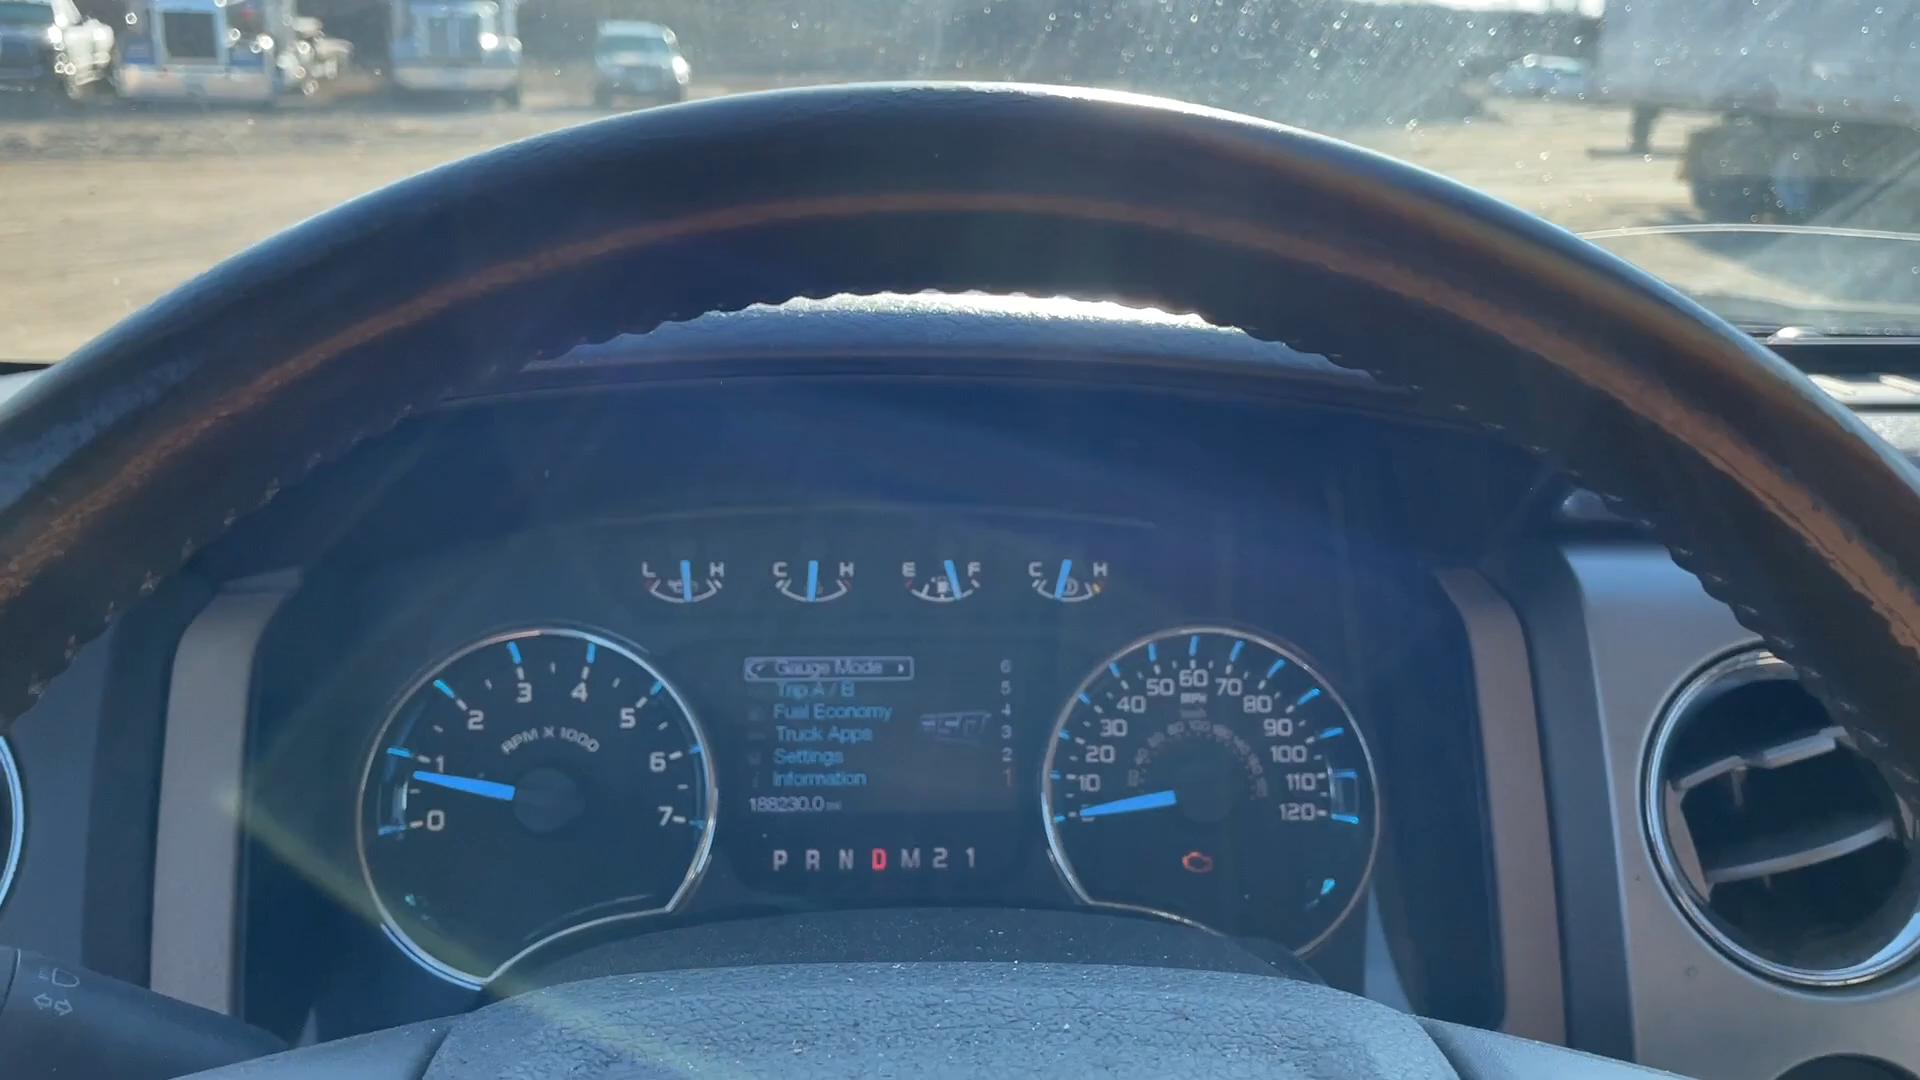 L H C H E F C H
Gauge Mode 6
Trip A / B 5
Fuel Economy 4
Truck Apps 3
Settings 2
Information 1
188230.0 mi
P R N D M 2 1
0 1 2 3 4 5 6 7
RPM X 1000
10 20 30 40 50 60 70 80 90 100 110 120
MPH